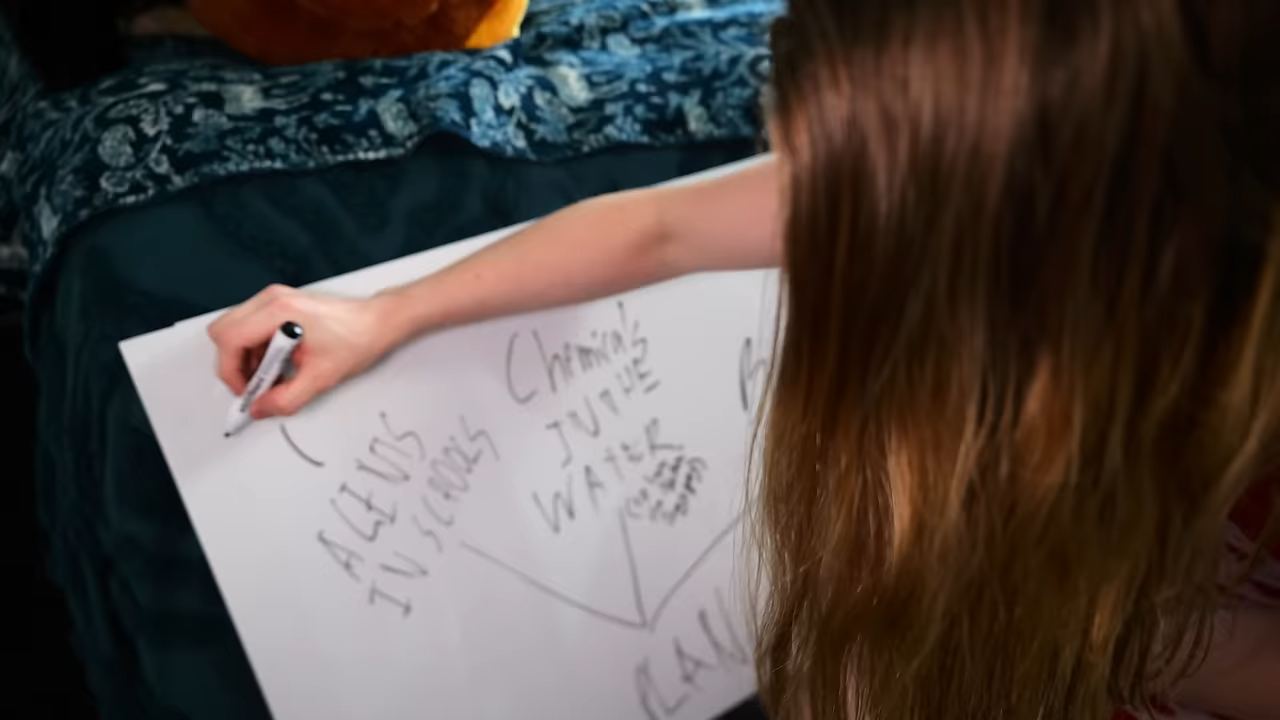 Chemicals
IN THE
WATER
ALIENS
IN SCHOOLS
PLAN